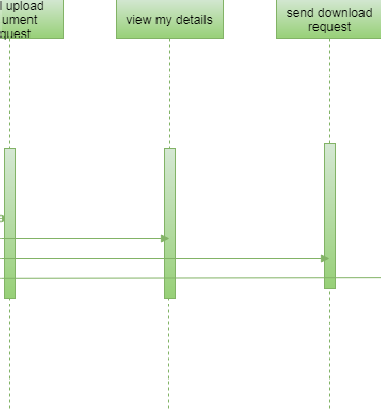 l upload
ument
quest
view my details
send download
request
a